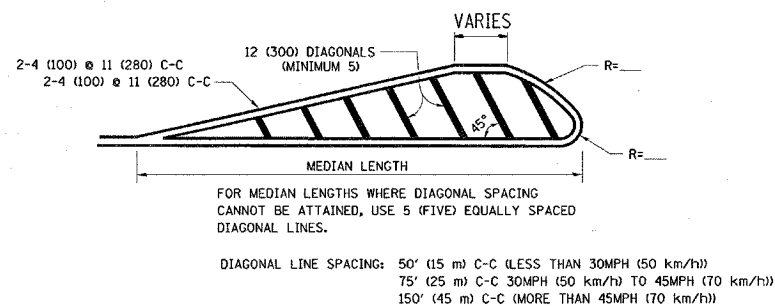 VARIES
12 (300) DIAGONALS
(MINIMUM 5)
2-4 (100) @ 11 (280) C-C
2-4 (100) @ 11 (280) C-C
R=___
45°
R=___
MEDIAN LENGTH
FOR MEDIAN LENGTHS WHERE DIAGONAL SPACING
CANNOT BE ATTAINED, USE 5 (FIVE) EQUALLY SPACED
DIAGONAL LINES.
DIAGONAL LINE SPACING: 50' (15 m) C-C (LESS THAN 30MPH (50 km/h))
75' (25 m) C-C 30MPH (50 km/h) TO 45MPH (70 km/h))
150' (45 m) C-C (MORE THAN 45MPH (70 km/h))